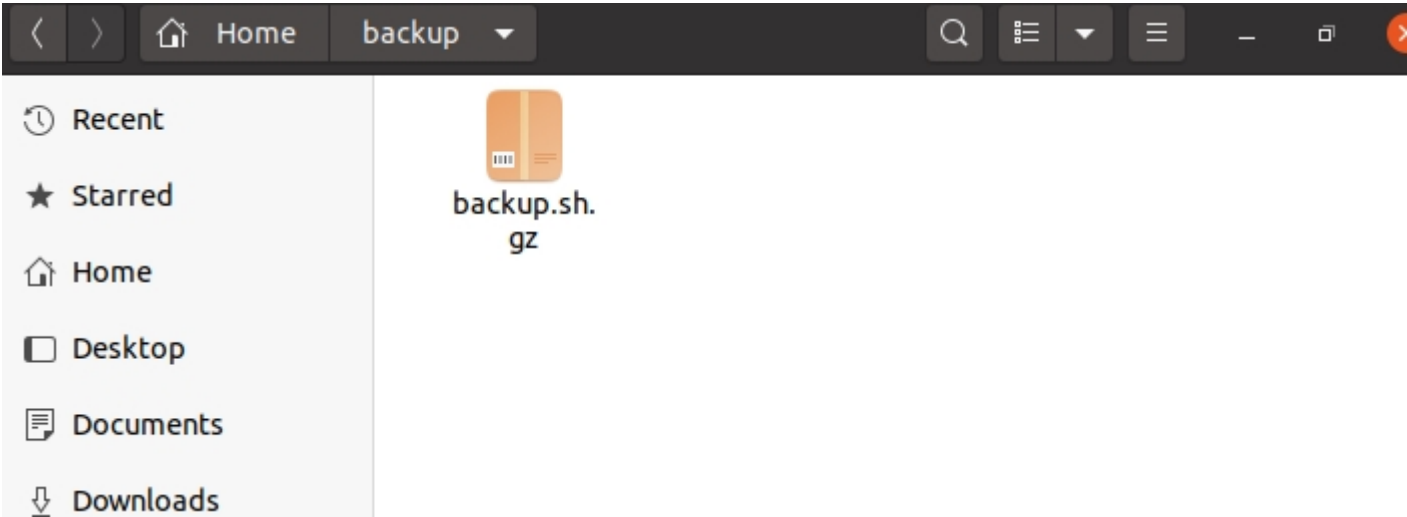 Home backup
Recent
Starred
Home
Desktop
Documents
Downloads
backup.sh.
gz